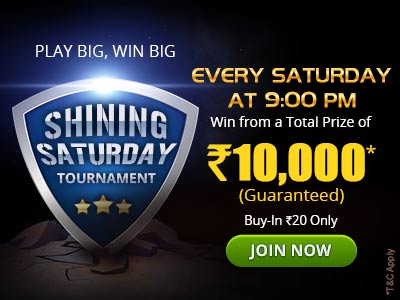 PLAY BIG, WIN BIG
SHINING
SATURDAY
TOURNAMENT
EVERY SATURDAY
AT 9:00 PM
Win from a Total Prize of
₹10,000*
(Guaranteed)
Buy-In ₹20 Only
JOIN NOW
*T&C Apply